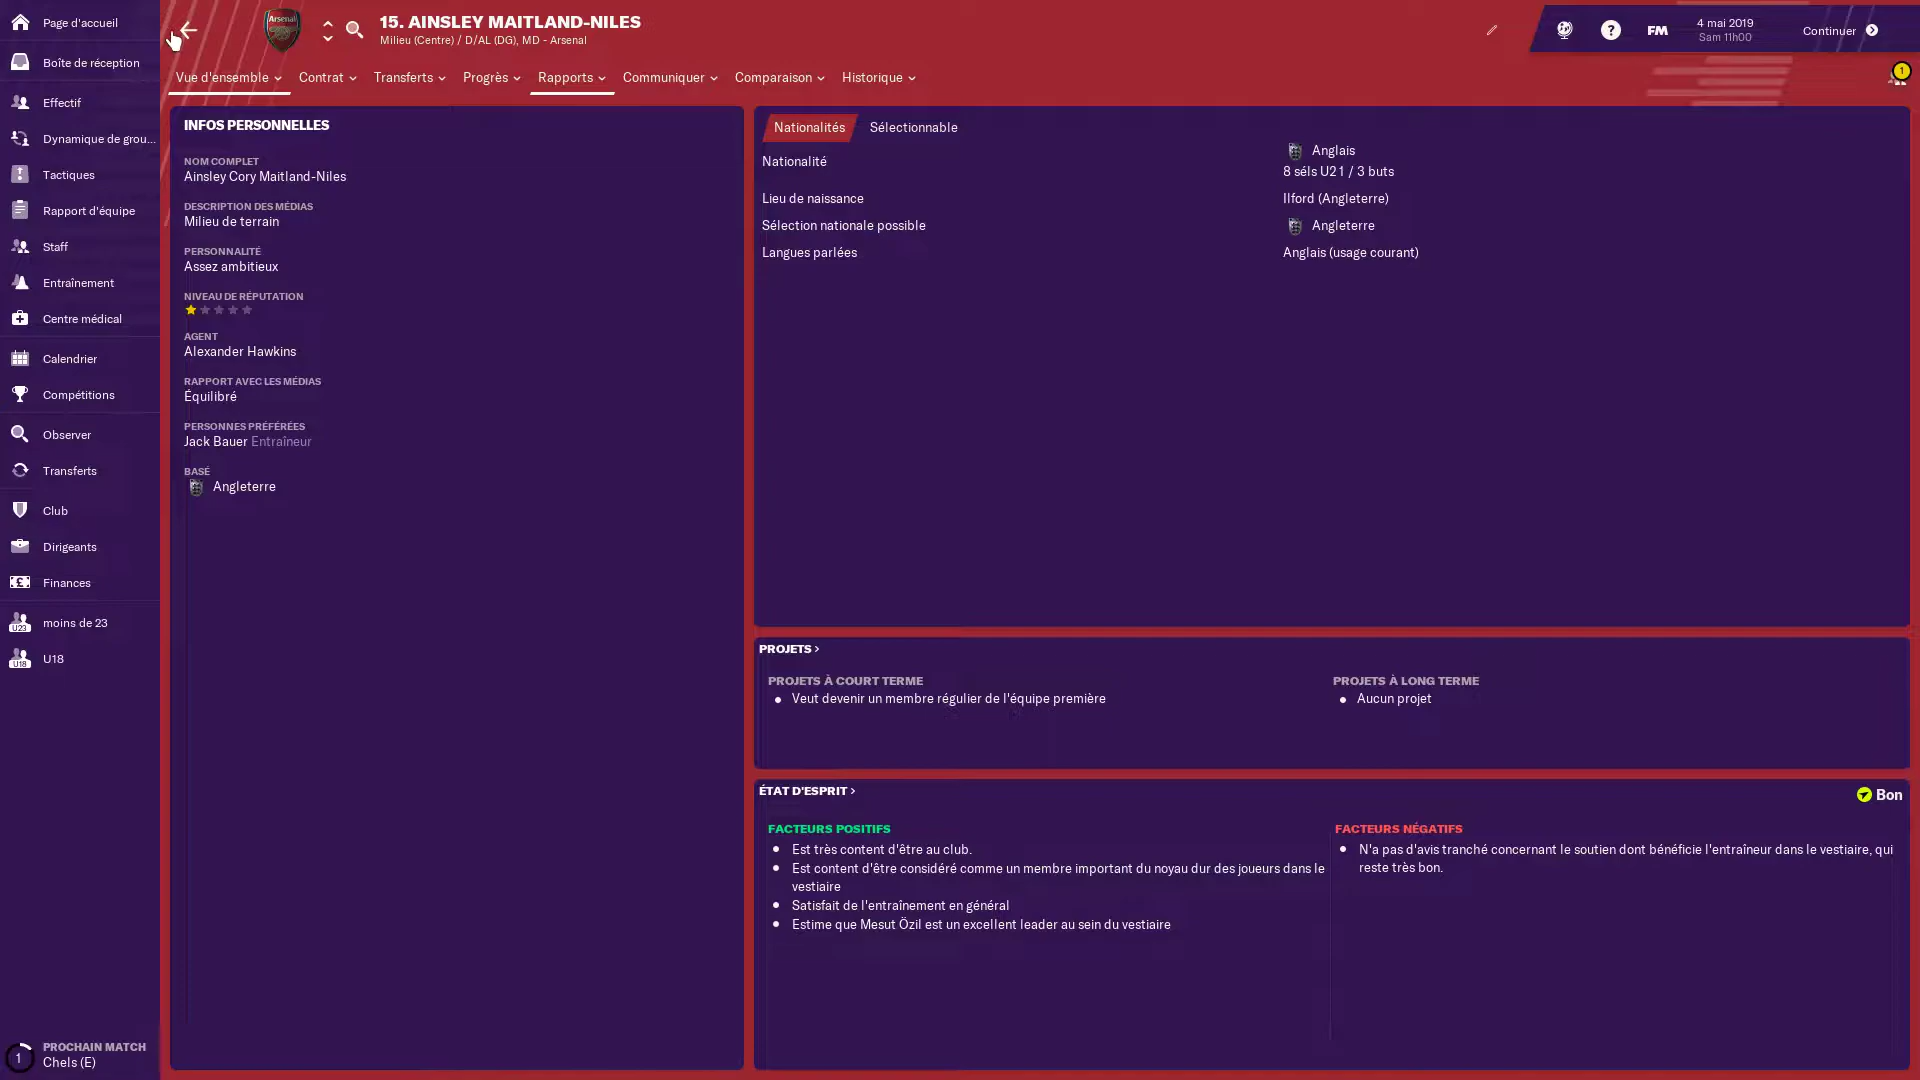 Page d'accueil
Boîte de réception
Effectif
Dynamique de grou...
Tactiques
Rapport d'équipe
Staff
Entraînement
Centre médical
Calendrier
Compétitions
Observer
Transferts
Club
Dirigeants
Finances
U23
moins de 23
U18
U18
1
PROCHAIN MATCH
Chels (E)
Arsenal
15. AINSLEY MAITLAND-NILES
Milieu (Centre) / D/AL (DG), MD - Arsenal
?
FM
4 mai 2019
Sam 11h00
Continuer
1
Vue d'ensemble
Contrat
Transferts
Progrès
Rapports
Communiquer
Comparaison
Historique
INFOS PERSONNELLES
NOM COMPLET
Ainsley Cory Maitland-Niles
DESCRIPTION DES MÉDIAS
Milieu de terrain
PERSONNALITÉ
Assez ambitieux
NIVEAU DE RÉPUTATION
AGENT
Alexander Hawkins
RAPPORT AVEC LES MÉDIAS
Équilibré
PERSONNES PRÉFÉRÉES
Jack Bauer Entraîneur
BASÉ
Angleterre
Nationalités
Sélectionnable
Nationalité
Anglais
8 séls U21 / 3 buts
Lieu de naissance
Ilford (Angleterre)
Sélection nationale possible
Angleterre
Langues parlées
Anglais (usage courant)
PROJETS >
PROJETS À COURT TERME
• Veut devenir un membre régulier de l'équipe première
PROJETS À LONG TERME
• Aucun projet
ÉTAT D'ESPRIT >
Bon
FACTEURS POSITIFS
• Est très content d'être au club.
• Est content d'être considéré comme un membre important du noyau dur des joueurs dans le
vestiaire
• Satisfait de l'entraînement en général
• Estime que Mesut Özil est un excellent leader au sein du vestiaire
FACTEURS NÉGATIFS
• N'a pas d'avis tranché concernant le soutien dont bénéficie l'entraîneur dans le vestiaire, qui
reste très bon.